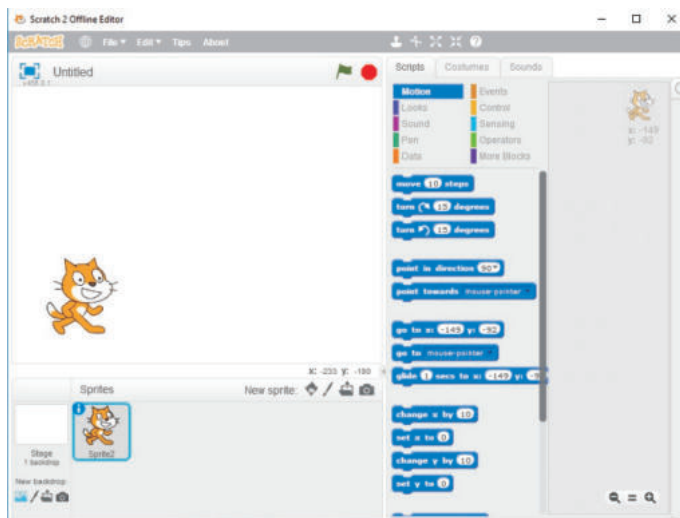 Scratch 2 Offline Editor
SCRATCH File Edit Tips About
Untitled
v458.0.1
Scripts Costumes Sounds
Motion Events
Looks Control
Sound Sensing
Pen Operators
Data More Blocks
x: -149
y: -92
move 10 steps
turn 15 degrees
turn 15 degrees
point in direction 90
point towards mouse-pointer
go to x: -149 y: -92
go to mouse-pointer
glide 1 secs to x: -149 y:
change x by 10
set x to 0
change y by 10
set y to 0
x: -233 y: -180
Sprites New sprite:
Stage
1 backdrop
Sprite2
New backdrop